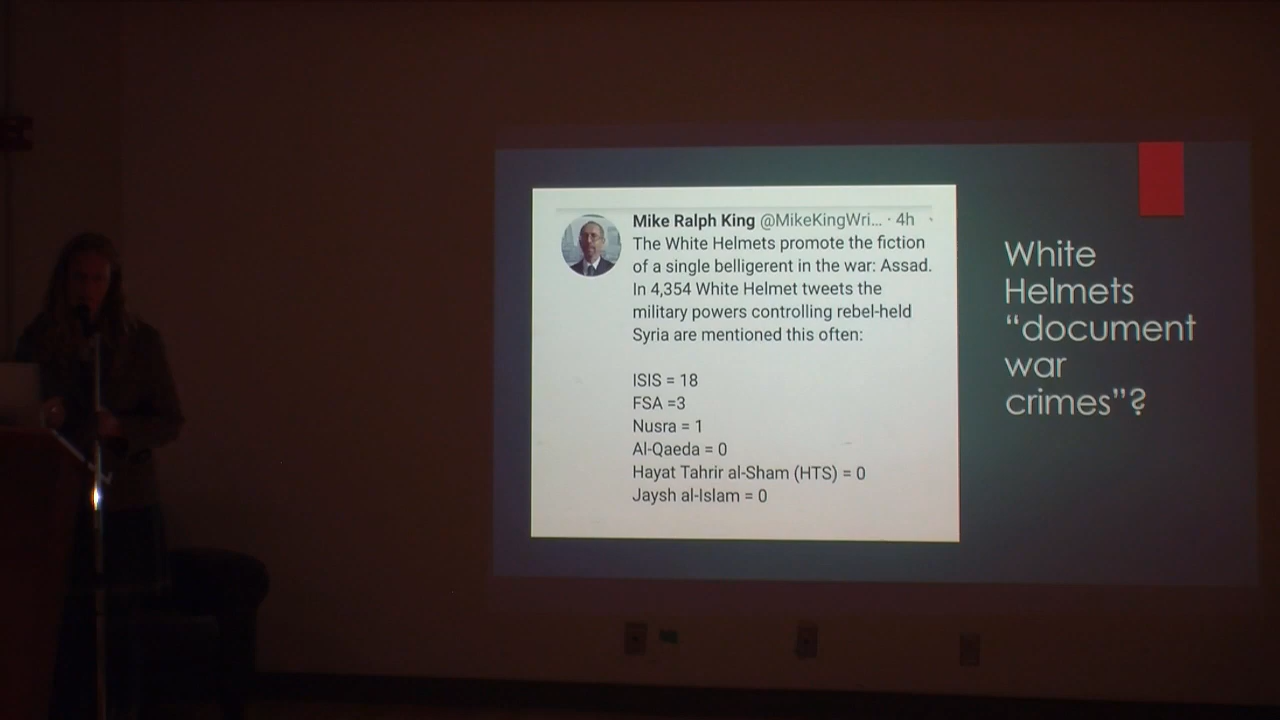 Mike Ralph King @MikeKingWri... · 4h
The White Helmets promote the fiction
of a single belligerent in the war: Assad.
In 4,354 White Helmet tweets the
military powers controlling rebel-held
Syria are mentioned this often:
ISIS = 18
FSA =3
Nusra = 1
Al-Qaeda = 0
Hayat Tahrir al-Sham (HTS) = 0
Jaysh al-Islam = 0
White
Helmets
“document
war
crimes”?